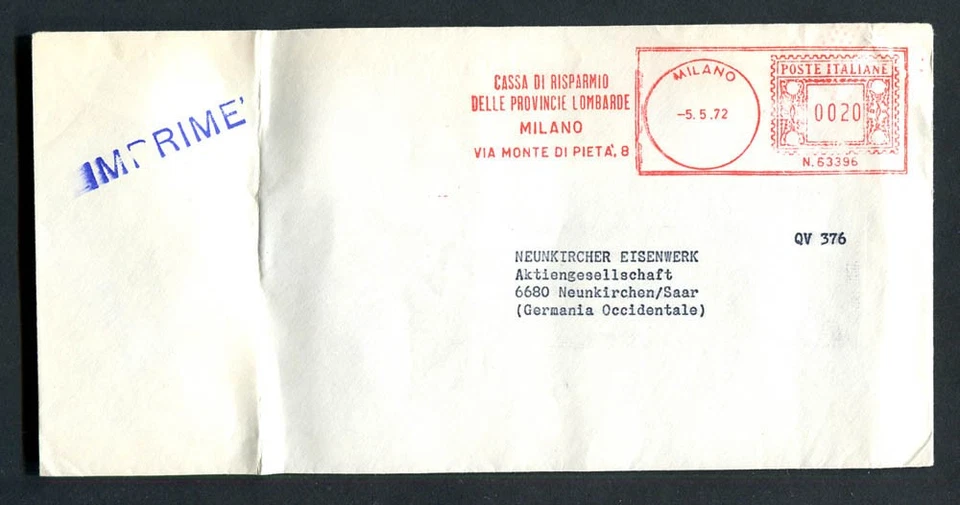 IMPRIMÉ
CASSA DI RISPARMIO
DELLE PROVINCIE LOMBARDE
MILANO
VIA MONTE DI PIETA', 8
MILANO
-5.5.72
POSTE ITALIANE
0020
N.63396
QV 376
NEUNKIRCHER EISENWERK
Aktiengesellschaft
6680 Neunkirchen/Saar
(Germania Occidentale)